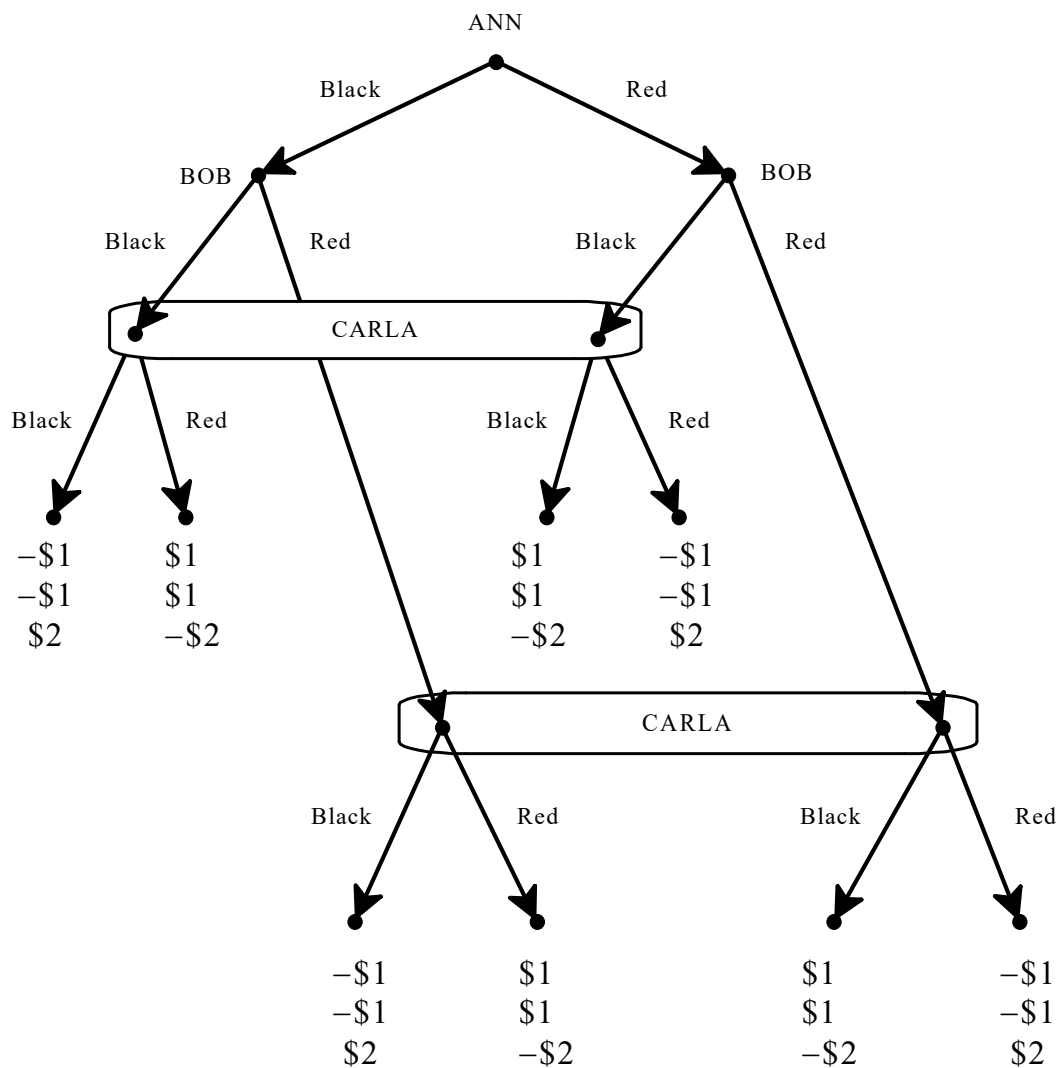 ANN
Black Red
BOB BOB
Black Red Black Red
CARLA
Black Red Black Red
–$1 $1 $1 –$1
–$1 $1 $1 –$1
$2 –$2 –$2 $2
CARLA
Black Red Black Red
–$1 $1 $1 –$1
–$1 $1 $1 –$1
$2 –$2 –$2 $2